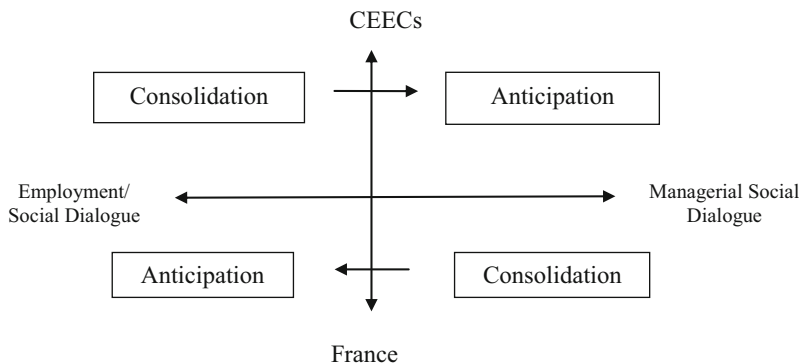 CEECs
Consolidation
Anticipation
Employment/
Social Dialogue
Managerial Social
Dialogue
Anticipation
Consolidation
France